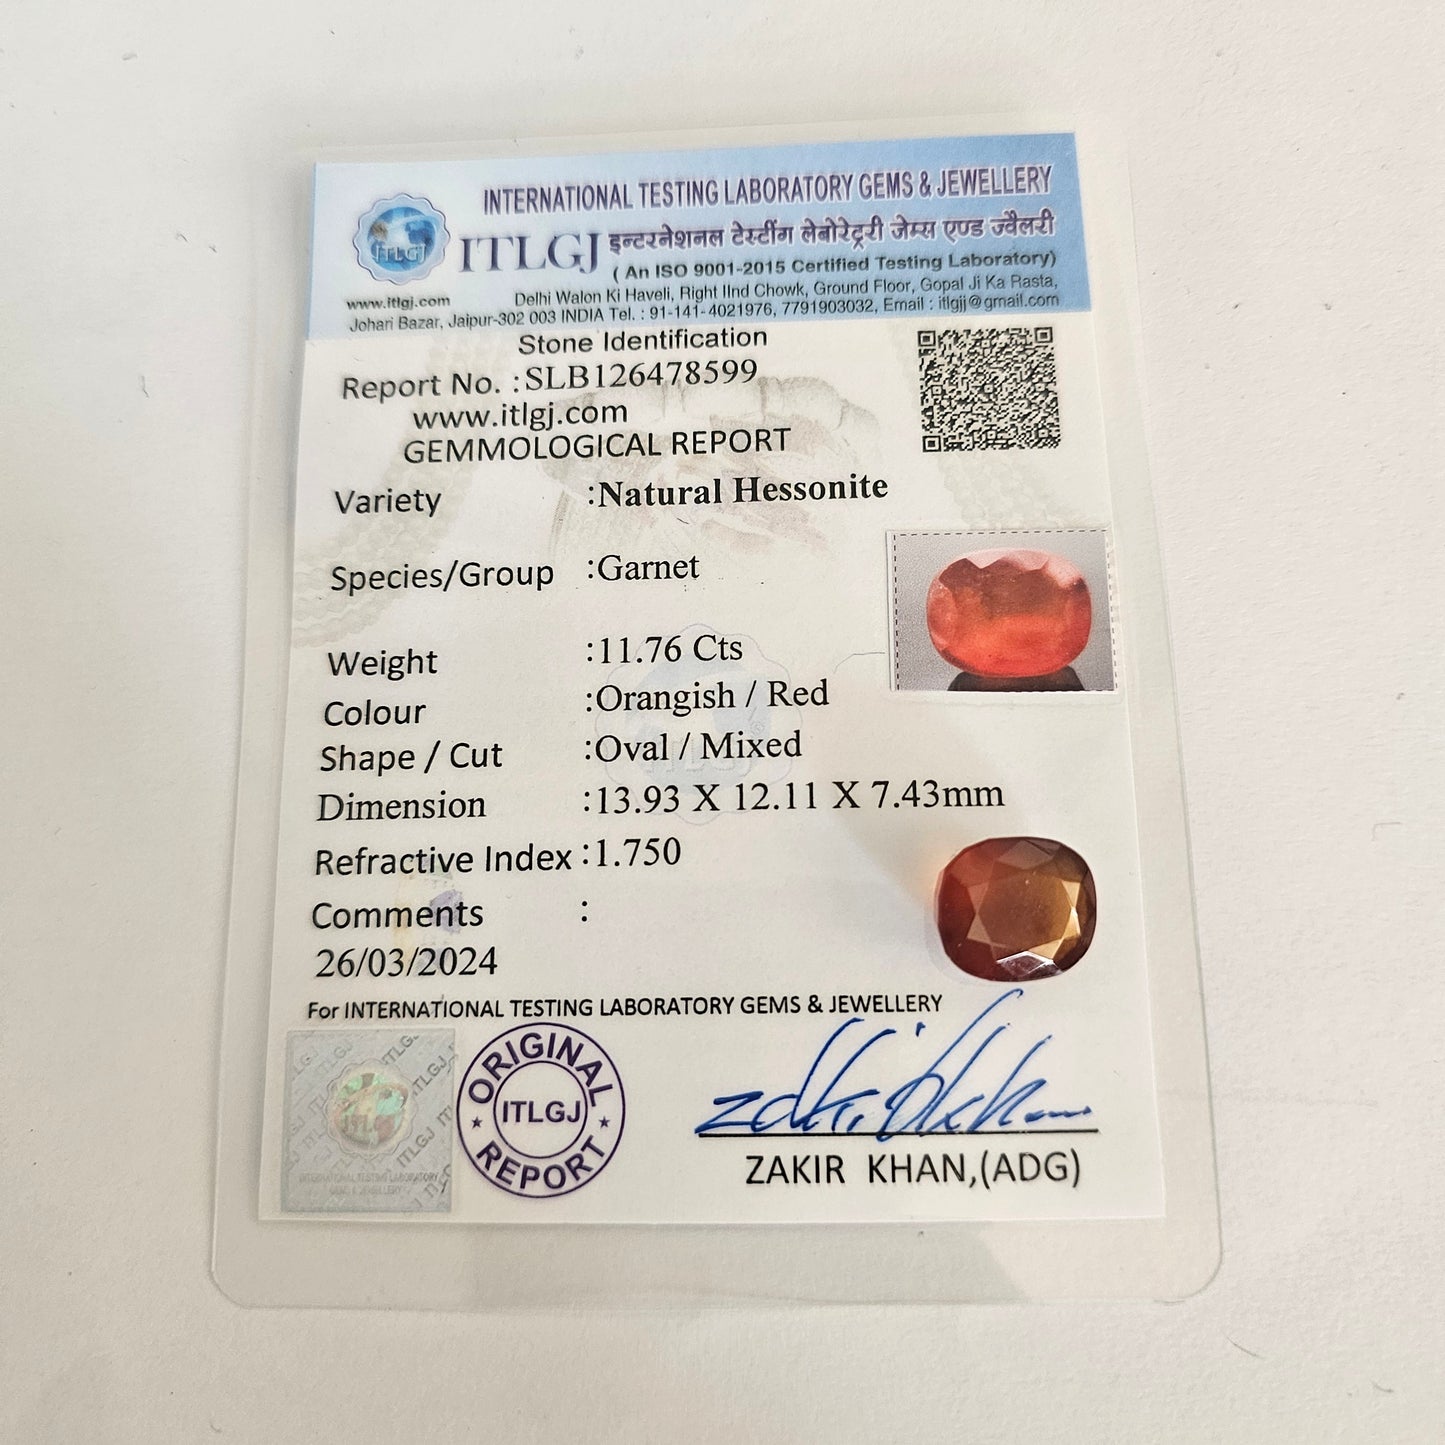 INTERNATIONAL TESTING LABORATORY GEMS & JEWELLERY
ITLGJ
ITLGJ इन्टरनेशनल टेस्टींग लेबोरेट्ररी जेम्स एण्ड ज्वैलरी
( An ISO 9001-2015 Certified Testing Laboratory)
www.itlgj.com Delhi Walon Ki Haveli, Right IInd Chowk, Ground Floor, Gopal Ji Ka Rasta,
Johari Bazar, Jaipur-302 003 INDIA Tel. : 91-141-4021976, 7791903032, Email : itlgjj@gmail.com
Stone Identification
Report No. :SLB126478599
www.itlgj.com
GEMMOLOGICAL REPORT
Variety :Natural Hessonite
Species/Group :Garnet
Weight :11.76 Cts
Colour :Orangish / Red
Shape / Cut :Oval / Mixed
Dimension :13.93 X 12.11 X 7.43mm
Refractive Index :1.750
Comments :
26/03/2024
For INTERNATIONAL TESTING LABORATORY GEMS & JEWELLERY
ORIGINAL
ITLGJ
REPORT
ZAKIR KHAN,(ADG)